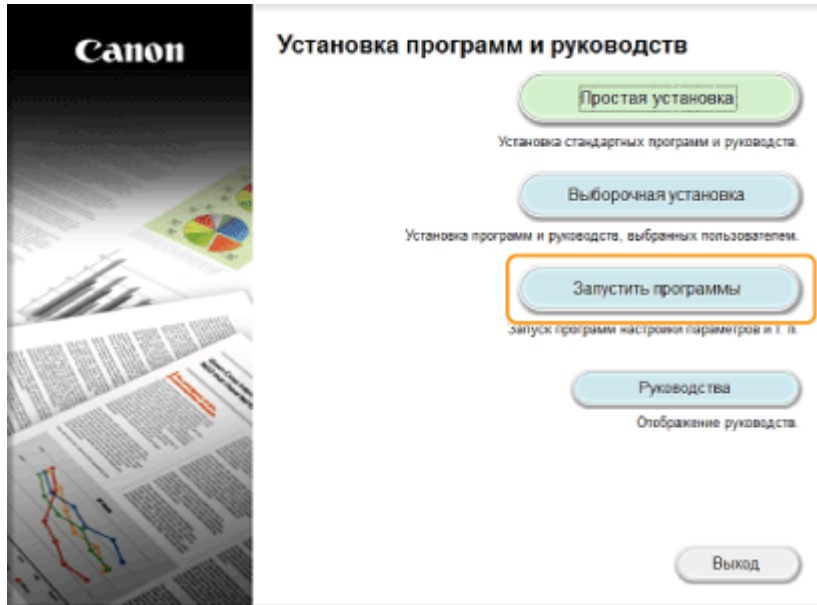 Canon
Установка программ и руководств
Простая установка
Установка стандартных программ и руководств.
Выборочная установка
Установка программ и руководств, выбранных пользователем.
Запустить программы
Запуск программ настройки параметров и т. п.
Руководства
Отображение руководств.
Выход